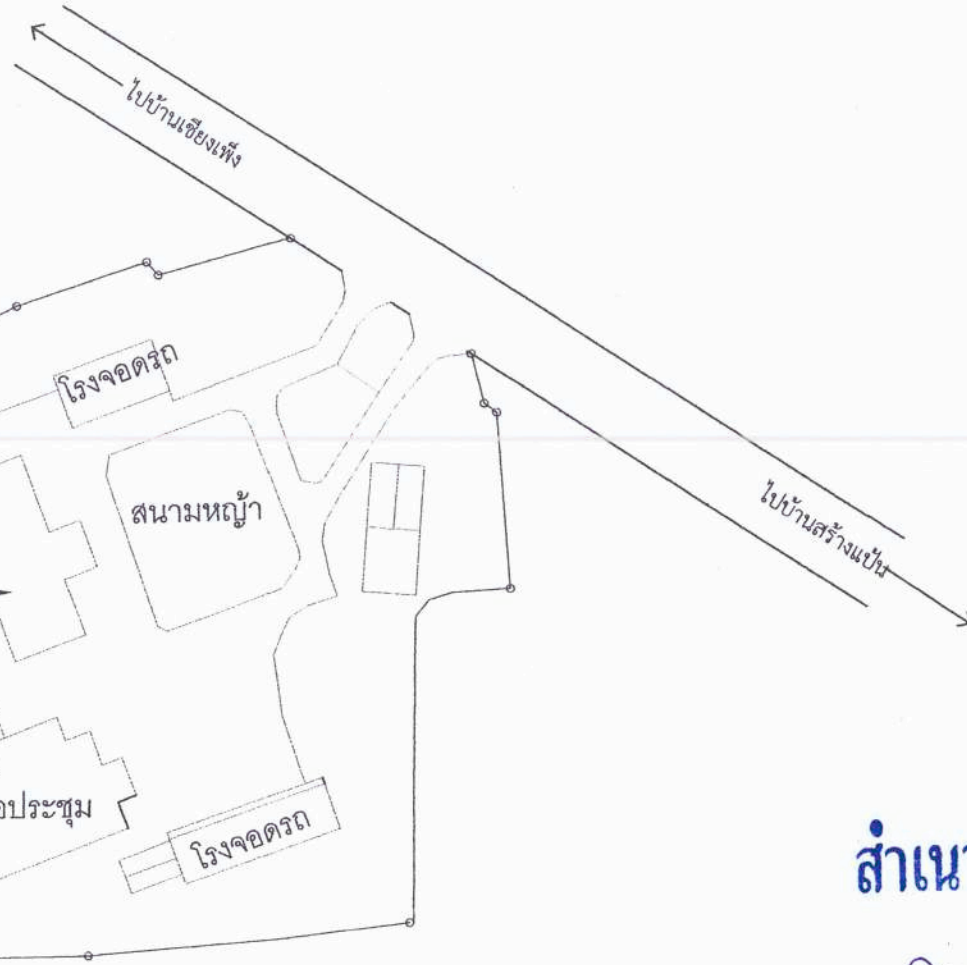 ไปบ้านเชียงเพ็ง
โรงจอดรถ
สนามหญ้า
ไปบ้านสร้างแป้น
อประชุม
โรงจอดรถ
สำเนา